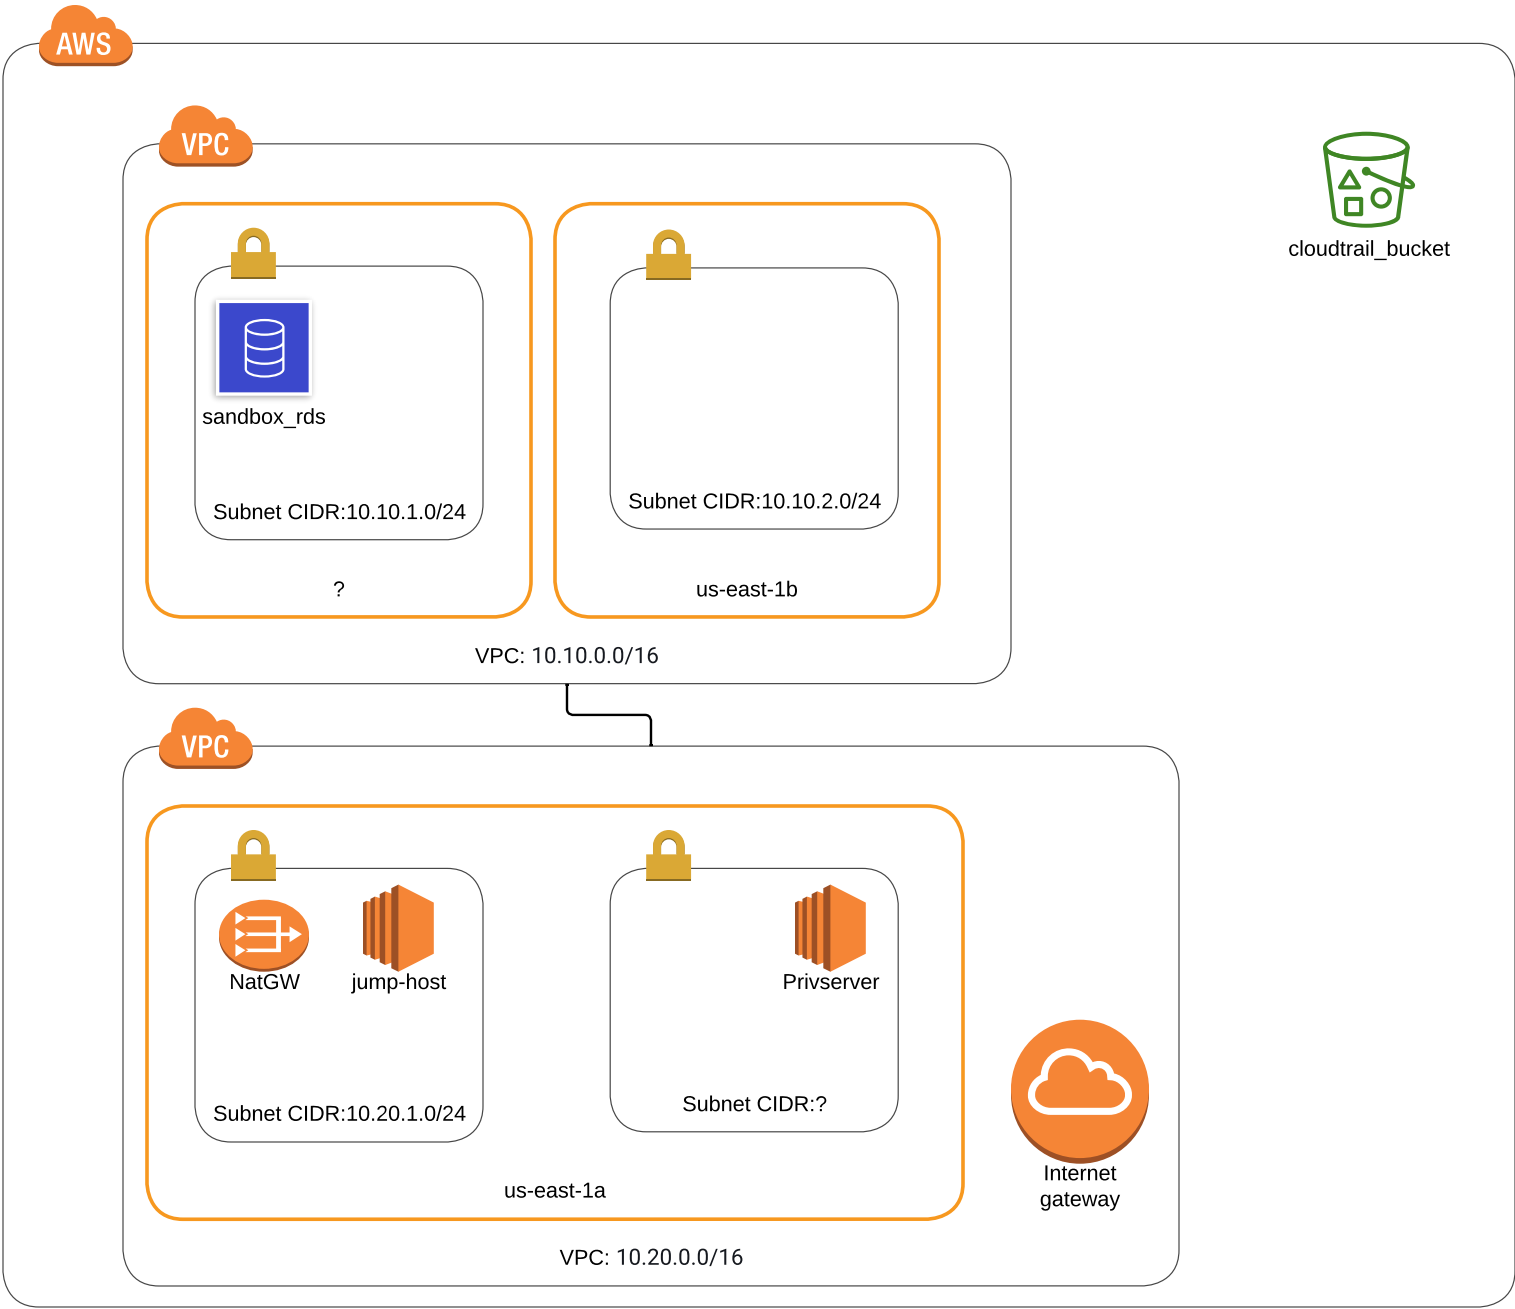 AWS
VPC
cloudtrail_bucket
sandbox_rds
Subnet CIDR:10.10.1.0/24
Subnet CIDR:10.10.2.0/24
?
us-east-1b
VPC: 10.10.0.0/16
VPC
NatGW
jump-host
Privserver
Subnet CIDR:10.20.1.0/24
Subnet CIDR:?
Internet
gateway
us-east-1a
VPC: 10.20.0.0/16